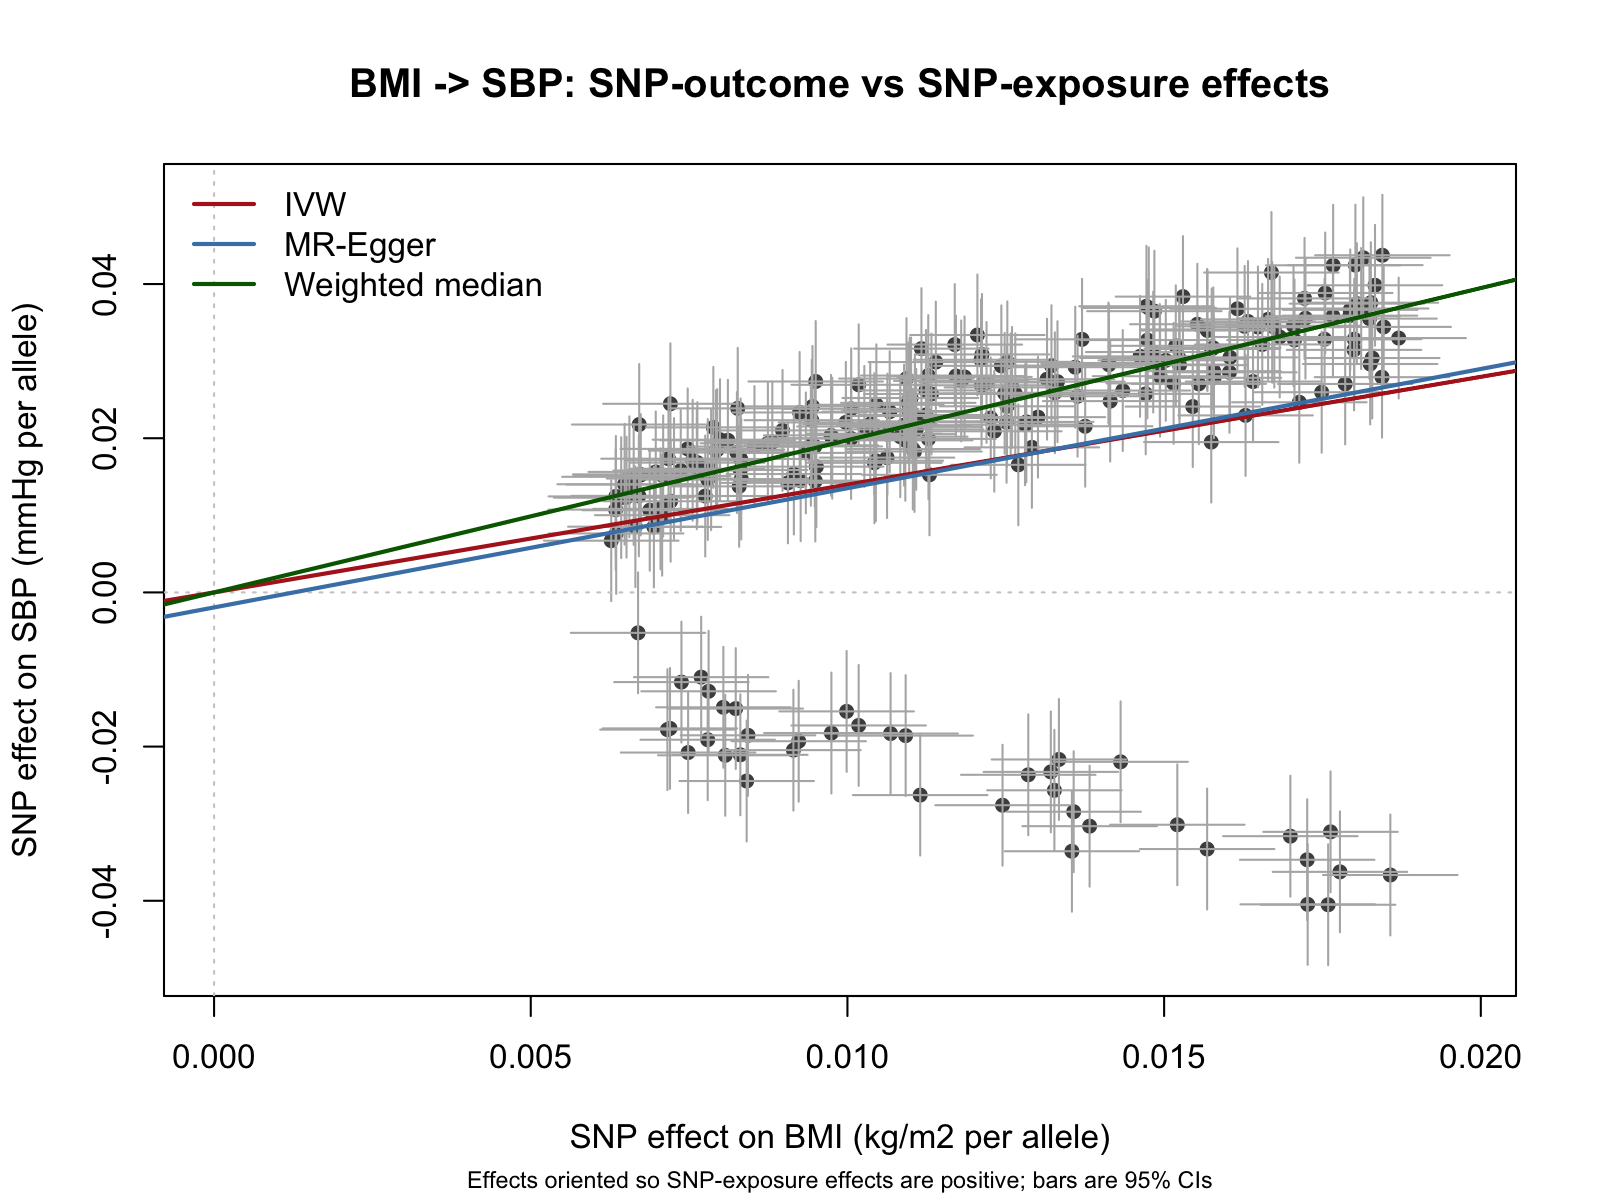 BMI -> SBP: SNP-outcome vs SNP-exposure effects
IVW
MR-Egger
Weighted median
SNP effect on SBP (mmHg per allele)
0.04
0.02
0.00
-0.02
-0.04
0.000 0.005 0.010 0.015 0.020
SNP effect on BMI (kg/m2 per allele)
Effects oriented so SNP-exposure effects are positive; bars are 95% CIs